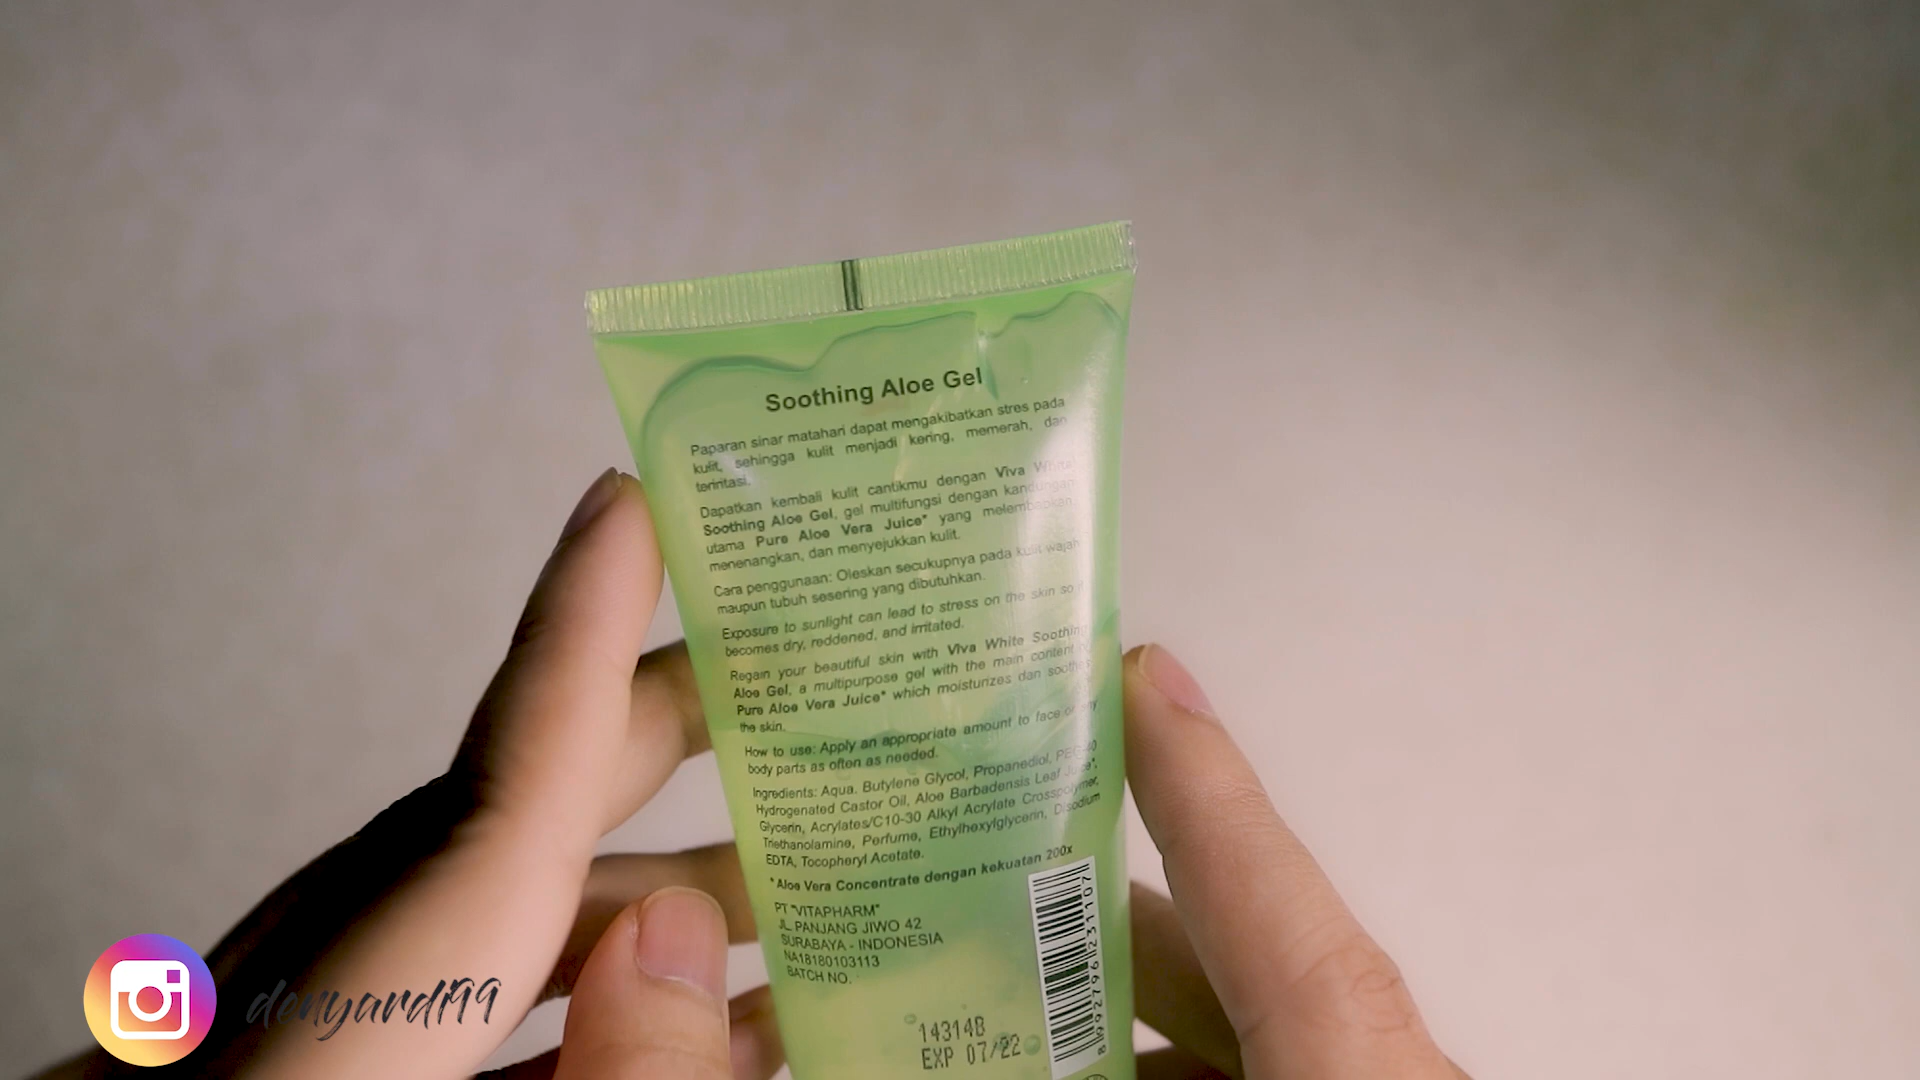 Soothing Aloe Gel
Paparan sinar matahari dapat mengakibatkan stres pada
kulit, sehingga kulit menjadi kering, memerah, dan
teriritasi.
Dapatkan kembali kulit cantikmu dengan Viva White
Soothing Aloe Gel, gel multifungsi dengan kandungan
utama Pure Aloe Vera Juice* yang melembabkan,
menenangkan, dan menyejukkan kulit.
Cara penggunaan: Oleskan secukupnya pada kulit wajah
maupun tubuh sesering yang dibutuhkan.
Exposure to sunlight can lead to stress on the skin so it
becomes dry, reddened, and irritated.
Regain your beautiful skin with Viva White Soothing
Aloe Gel, a multipurpose gel with the main content
Pure Aloe Vera Juice* which moisturizes dan soothes
the skin.
How to use: Apply an appropriate amount to face or any
body parts as often as needed.
Ingredients: Aqua. Butylene Glycol, Propanediol, PEG-40
Hydrogenated Castor Oil, Aloe Barbadensis Leaf Juice*,
Glycerin, Acrylates/C10-30 Alkyl Acrylate Crosspolymer,
Triethanolamine, Perfume, Ethylhexylglycerin, Disodium
EDTA, Tocopheryl Acetate.
*Aloe Vera Concentrate dengan kekuatan 200x
PT "VITAPHARM"
JL. PANJANG JIWO 42
SURABAYA - INDONESIA
NA18180103113
BATCH NO.
14314B
EXP 07/22
8 992796 231107
denyardi99